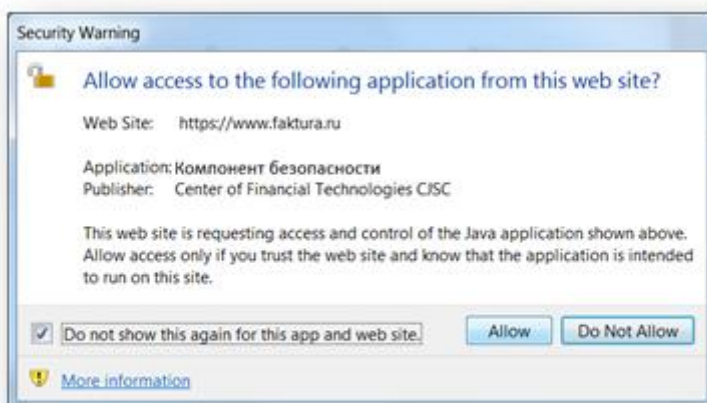 Security Warning
Allow access to the following application from this web site?
Web Site: https://www.faktura.ru
Application: Компонент безопасности
Publisher: Center of Financial Technologies CJSC
This web site is requesting access and control of the Java application shown above.
Allow access only if you trust the web site and know that the application is intended
to run on this site.
Do not show this again for this app and web site. Allow Do Not Allow
More information